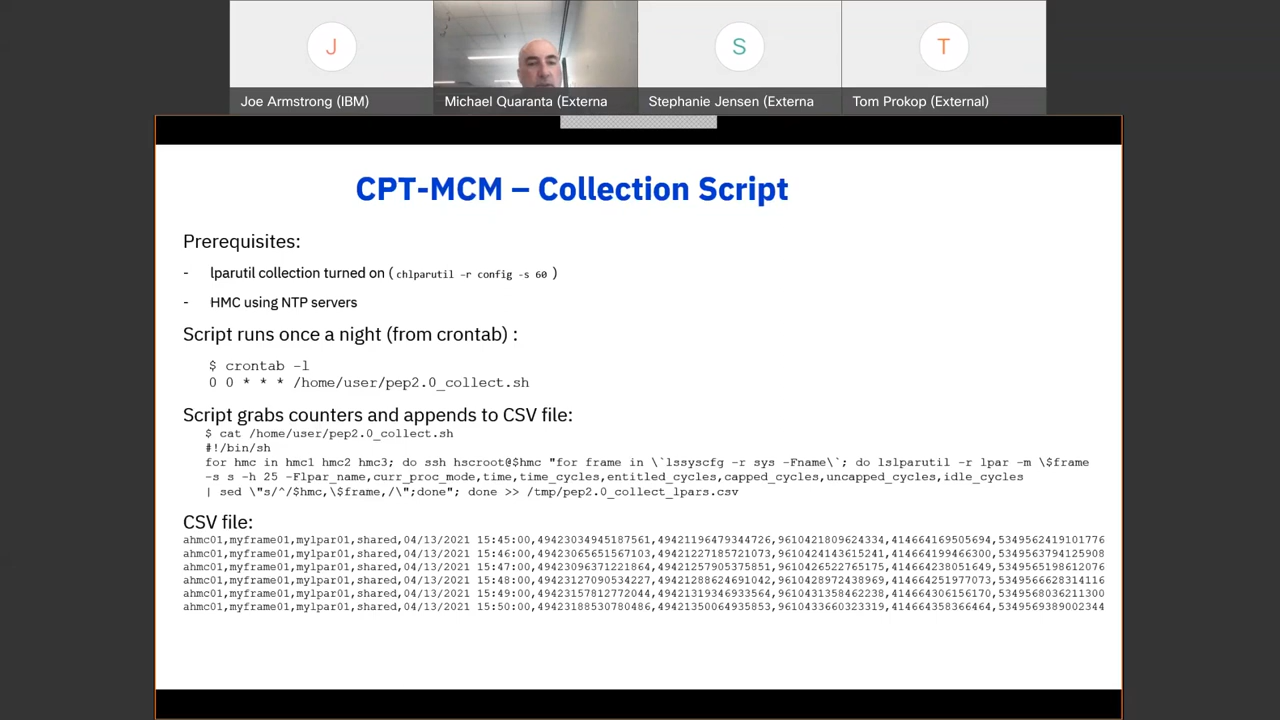 J
S
T
Joe Armstrong (IBM)
Michael Quaranta (Externa
Stephanie Jensen (Externa
Tom Prokop (External)
CPT-MCM – Collection Script
Prerequisites:
- lparutil collection turned on ( chlparutil –r config -s 60 )
- HMC using NTP servers
Script runs once a night (from crontab) :
$ crontab –l
0 0 * * * /home/user/pep2.0_collect.sh
Script grabs counters and appends to CSV file:
$ cat /home/user/pep2.0_collect.sh
#!/bin/sh
for hmc in hmc1 hmc2 hmc3; do ssh hscroot@$hmc "for frame in \`lssyscfg -r sys –Fname\`; do lslparutil -r lpar -m \$frame
-s s -h 25 -Flpar_name,curr_proc_mode,time,time_cycles,entitled_cycles,capped_cycles,uncapped_cycles,idle_cycles
| sed \"s/^/$hmc,\$frame,/\";done"; done >> /tmp/pep2.0_collect_lpars.csv
CSV file:
ahmc01,myframe01,mylpar01,shared,04/13/2021 15:45:00,49423034945187561,49421196479344726,9610421809624334,414664169505694,5349562419101776
ahmc01,myframe01,mylpar01,shared,04/13/2021 15:46:00,49423065651567103,49421227185721073,9610424143615241,414664199466300,5349563794125908
ahmc01,myframe01,mylpar01,shared,04/13/2021 15:47:00,49423096371221864,49421257905375851,9610426522765175,414664238051649,5349565198612076
ahmc01,myframe01,mylpar01,shared,04/13/2021 15:48:00,49423127090534227,49421288624691042,9610428972438969,414664251977073,5349566628314116
ahmc01,myframe01,mylpar01,shared,04/13/2021 15:49:00,49423157812772044,49421319346933564,9610431358462238,414664306156170,5349568036211300
ahmc01,myframe01,mylpar01,shared,04/13/2021 15:50:00,49423188530780486,49421350064935853,9610433660323319,414664358366464,5349569389002344